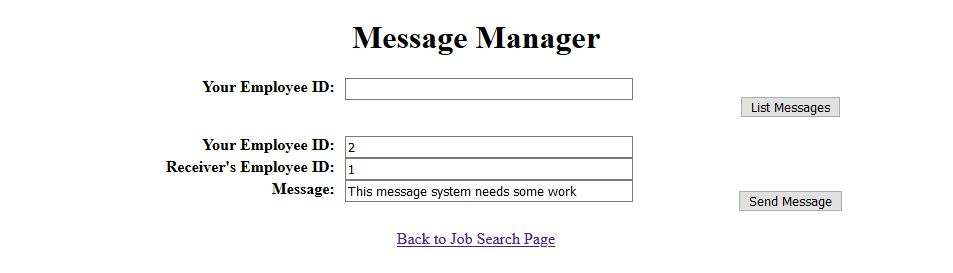 Message Manager
Your Employee ID:
List Messages
Your Employee ID: 2
Receiver's Employee ID: 1
Message: This message system needs some work
Send Message
Back to Job Search Page